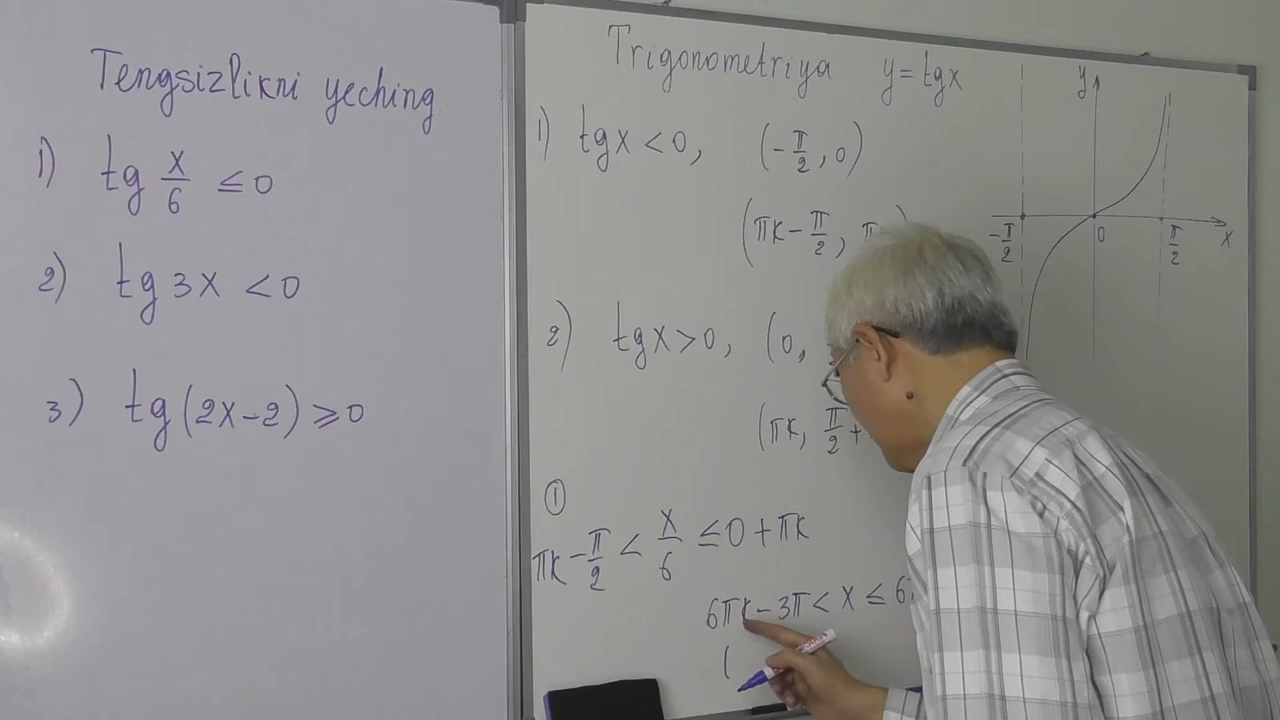 Tengsizlikni yeching
1) tg x/6 ≤ 0
2) tg 3x < 0
3) tg(2x-2) ≥ 0
Trigonometriya y = tgx
1) tgx < 0, (-π/2, 0)
(πk - π/2, π
2) tgx > 0, (0,
(πk, π/2 +
①
πk - π/2 < x/6 ≤ 0 + πk
6πk - 3π < x ≤ 6
(
y
-π/2 0 π/2 x